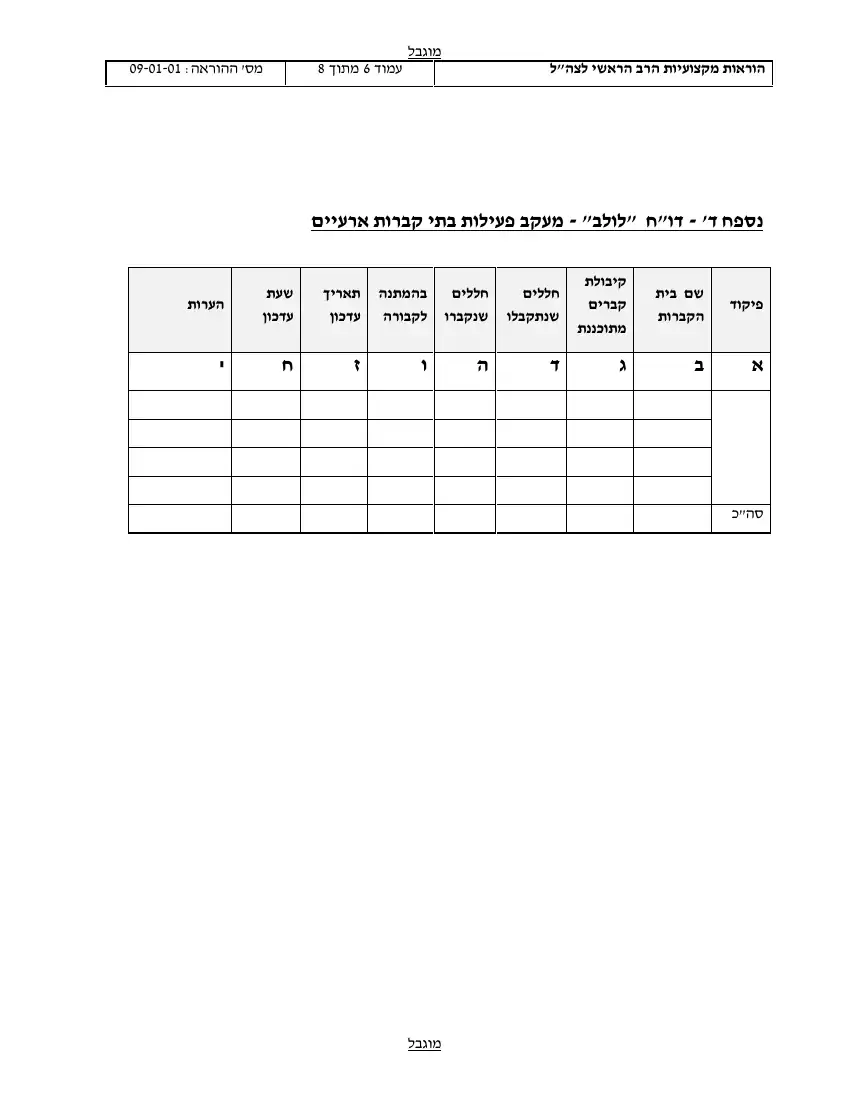 מוגבל
הוראות מקצועיות הרב הראשי לצה"ל עמוד 6 מתוך 8 מס' ההוראה: 09-01-01
נספח ד' - דו"ח "לולב" - מעקב פעילות בתי קברות ארעיים
פיקוד שם בית הקברות קיבולת קברים מתוכננת חללים שנתקבלו חללים שנקברו בהמתנה לקבורה תאריך עדכון שעת עדכון הערות
א ב ג ד ה ו ז ח י
סה"כ
מוגבל